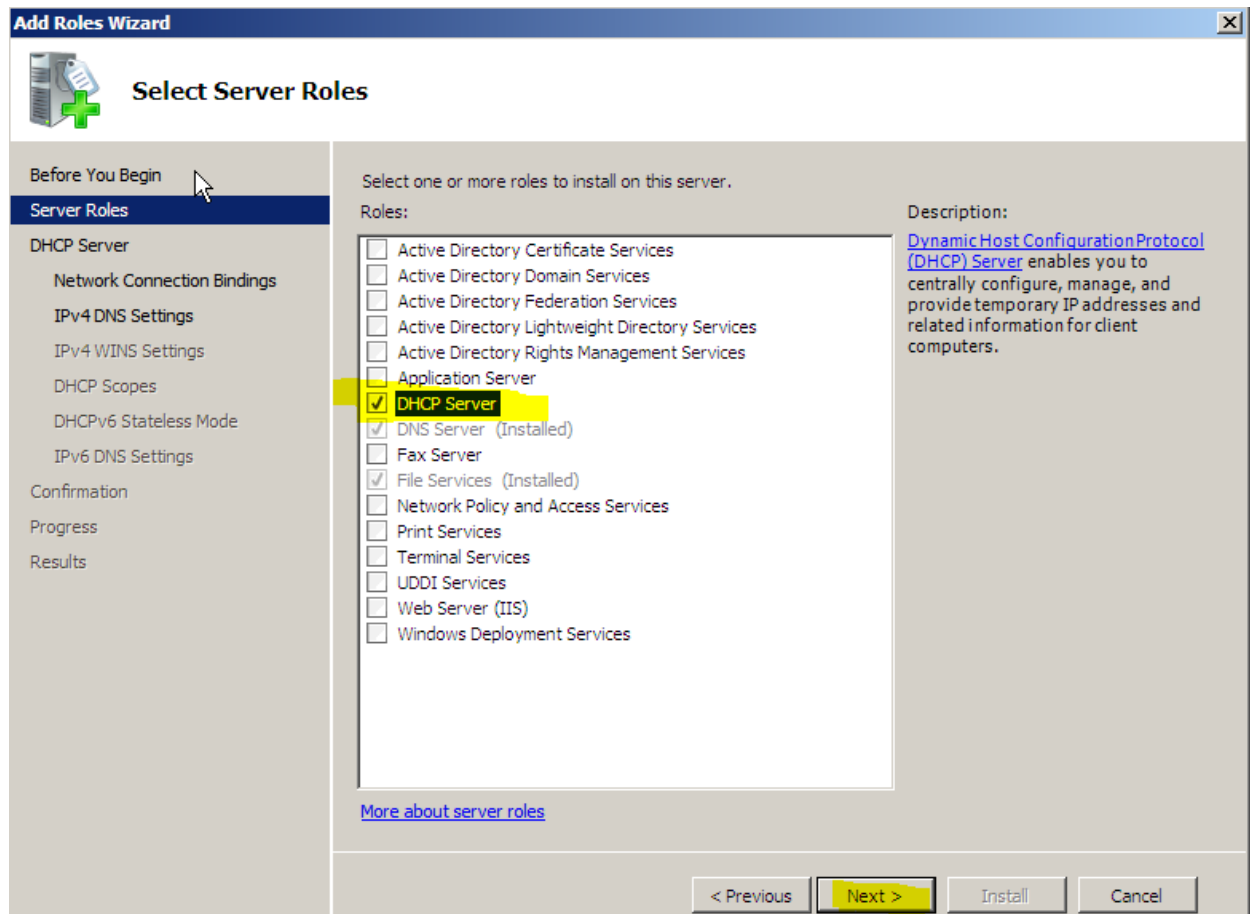 Add Roles Wizard
Select Server Roles
Before You Begin
Server Roles
DHCP Server
Network Connection Bindings
IPv4 DNS Settings
IPv4 WINS Settings
DHCP Scopes
DHCPv6 Stateless Mode
IPv6 DNS Settings
Confirmation
Progress
Results
Select one or more roles to install on this server.
Roles:
Active Directory Certificate Services
Active Directory Domain Services
Active Directory Federation Services
Active Directory Lightweight Directory Services
Active Directory Rights Management Services
Application Server
DHCP Server
DNS Server (Installed)
Fax Server
File Services (Installed)
Network Policy and Access Services
Print Services
Terminal Services
UDDI Services
Web Server (IIS)
Windows Deployment Services
More about server roles
Description:
Dynamic Host Configuration Protocol
(DHCP) Server enables you to
centrally configure, manage, and
provide temporary IP addresses and
related information for client
computers.
< Previous
Next >
Install
Cancel